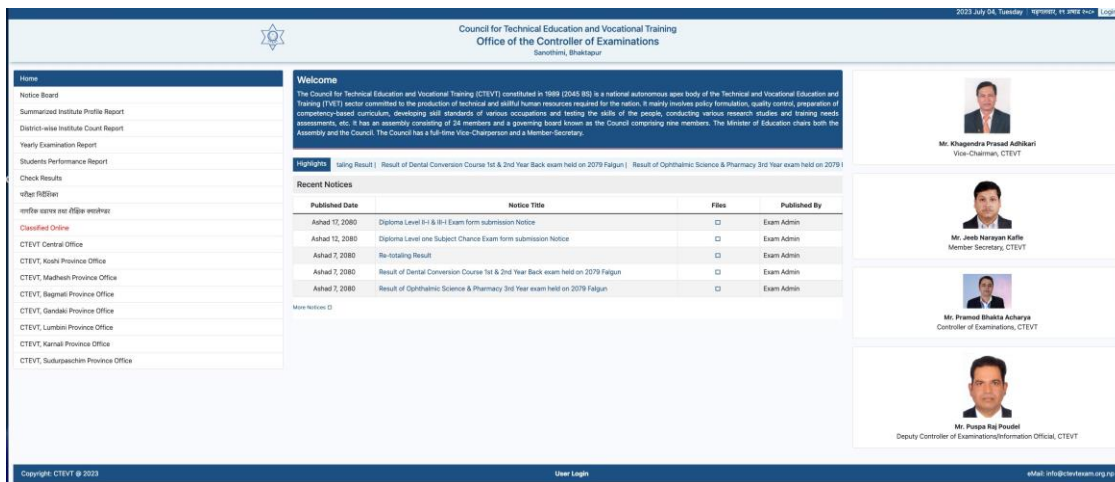 2023 July 04, Tuesday | मङ्गलवार, १९ अषाढ २०८० Login
Council for Technical Education and Vocational Training
Office of the Controller of Examinations
Sanothimi, Bhaktapur
Home
Notice Board
Summarized Institute Profile Report
District-wise Institute Count Report
Yearly Examination Report
Students Performance Report
Check Results
परीक्षा निर्देशिका
नागरिक वडापत्र तथा शैक्षिक क्यालेण्डर
Classified Online
CTEVT Central Office
CTEVT, Koshi Province Office
CTEVT, Madhesh Province Office
CTEVT, Bagmati Province Office
CTEVT, Gandaki Province Office
CTEVT, Lumbini Province Office
CTEVT, Karnali Province Office
CTEVT, Sudurpaschim Province Office
Welcome
The Council for Technical Education and Vocational Training (CTEVT) constituted in 1989 (2045 BS) is a national autonomous apex body of the Technical and Vocational Education and
Training (TVET) sector committed to the production of technical and skillful human resources required for the nation. It mainly involves policy formulation, quality control, preparation of
competency-based curriculum, developing skill standards of various occupations and testing the skills of the people, conducting various research studies and training needs
assessments, etc. It has an assembly consisting of 24 members and a governing board known as the Council comprising nine members. The Minister of Education chairs both the
Assembly and the Council. The Council has a full-time Vice-Chairperson and a Member-Secretary.
Highlights taling Result | Result of Dental Conversion Course 1st & 2nd Year Back exam held on 2079 Falgun | Result of Ophthalmic Science & Pharmacy 3rd Year exam held on 2079
Recent Notices
Published Date Notice Title Files Published By
Ashad 17, 2080 Diploma Level II-I & III-I Exam form submission Notice Exam Admin
Ashad 12, 2080 Diploma Level one Subject Chance Exam form submission Notice Exam Admin
Ashad 7, 2080 Re-totaling Result Exam Admin
Ashad 7, 2080 Result of Dental Conversion Course 1st & 2nd Year Back exam held on 2079 Falgun Exam Admin
Ashad 7, 2080 Result of Ophthalmic Science & Pharmacy 3rd Year exam held on 2079 Falgun Exam Admin
More Notices
Mr. Khagendra Prasad Adhikari
Vice-Chairman, CTEVT
Mr. Jeeb Narayan Kafle
Member Secretary, CTEVT
Mr. Pramod Bhakta Acharya
Controller of Examinations, CTEVT
Mr. Puspa Raj Poudel
Deputy Controller of Examinations/Information Official, CTEVT
Copyright: CTEVT @ 2023
User Login
eMail: info@ctevtexam.org.np